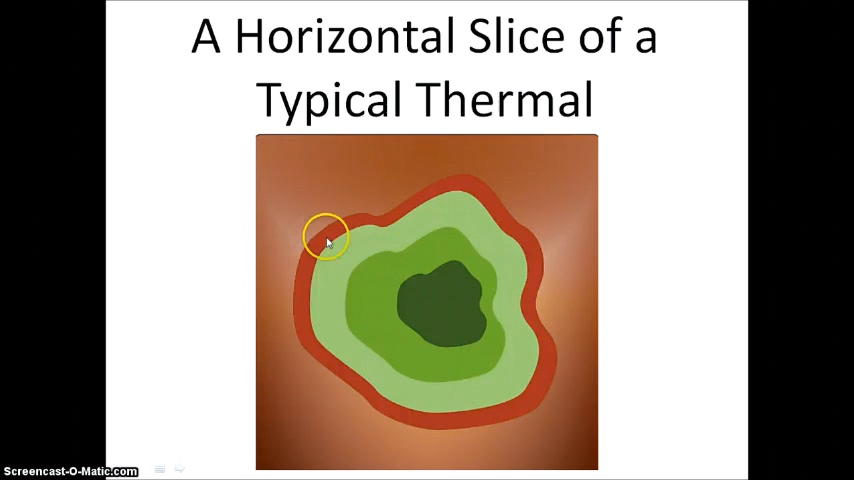 A Horizontal Slice of a
Typical Thermal
Screencast-O-Matic.com